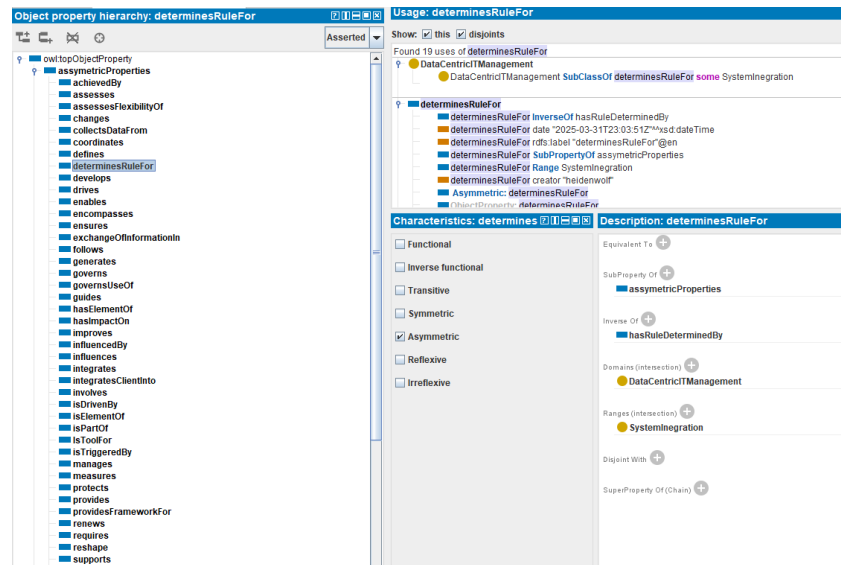 Object property hierarchy: determinesRuleFor
Asserted
owl:topObjectProperty
assymetricProperties
achievedBy
assesses
assessesFlexibilityOf
changes
collectsDataFrom
coordinates
defines
determinesRuleFor
develops
drives
enables
encompasses
ensures
exchangeOfInformationIn
follows
generates
governs
governsUseOf
guides
hasElementOf
hasImpactOn
improves
influencedBy
influences
integrates
integratesClientInto
involves
isDrivenBy
isElementOf
isPartOf
IsToolFor
isTriggeredBy
manages
measures
protects
provides
providesFrameworkFor
renews
requires
reshape
supports
Usage: determinesRuleFor
Show: this disjoints
Found 19 uses of determinesRuleFor
DataCentricITManagement
DataCentricITManagement SubClassOf determinesRuleFor some SystemInegration
determinesRuleFor
determinesRuleFor InverseOf hasRuleDeterminedBy
determinesRuleFor date "2025-03-31T23:03:51Z"^^xsd:dateTime
determinesRuleFor rdfs:label "determinesRuleFor"@en
determinesRuleFor SubPropertyOf assymetricProperties
determinesRuleFor Range SystemInegration
determinesRuleFor creator "heidenwolf"
Asymmetric: determinesRuleFor
ObjectProperty: determinesRuleFor
Characteristics: determines
Functional
Inverse functional
Transitive
Symmetric
Asymmetric
Reflexive
Irreflexive
Description: determinesRuleFor
Equivalent To
SubProperty Of
assymetricProperties
Inverse Of
hasRuleDeterminedBy
Domains (intersection)
DataCentricITManagement
Ranges (intersection)
SystemInegration
Disjoint With
SuperProperty Of (Chain)